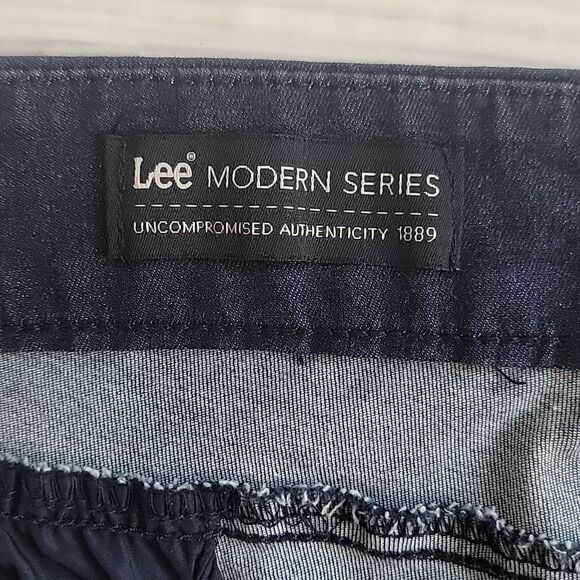 Lee® MODERN SERIES
UNCOMPROMISED AUTHENTICITY 1889